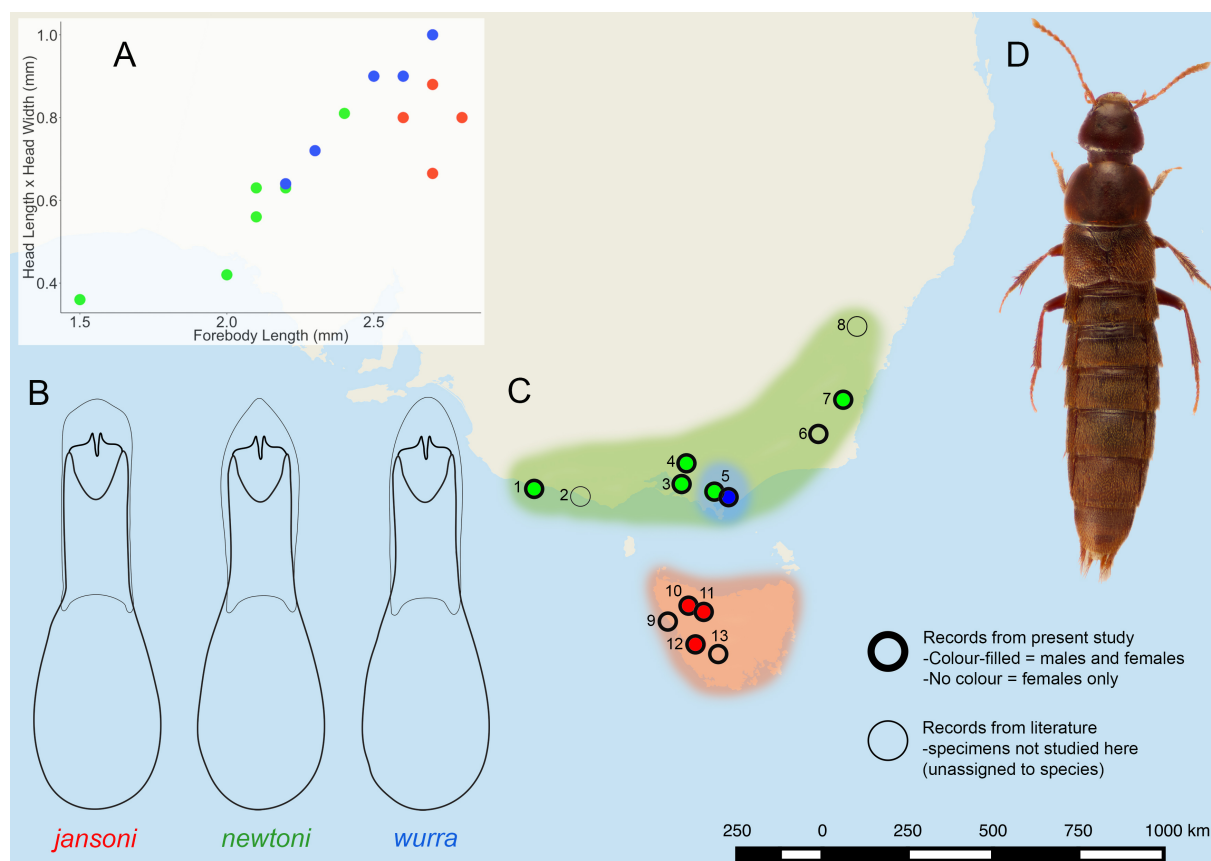 A
1.0
0.8
0.6
0.4
Head Length x Head Width (mm)
1.5 2.0 2.5
Forebody Length (mm)
D
B
C
8
7
6
4
5
3
1
2
10 11
9
13
12
Records from present study
-Colour-filled = males and females
-No colour = females only
Records from literature
-specimens not studied here
(unassigned to species)
jansoni newtoni wurra
250 0 250 500 750 1000 km